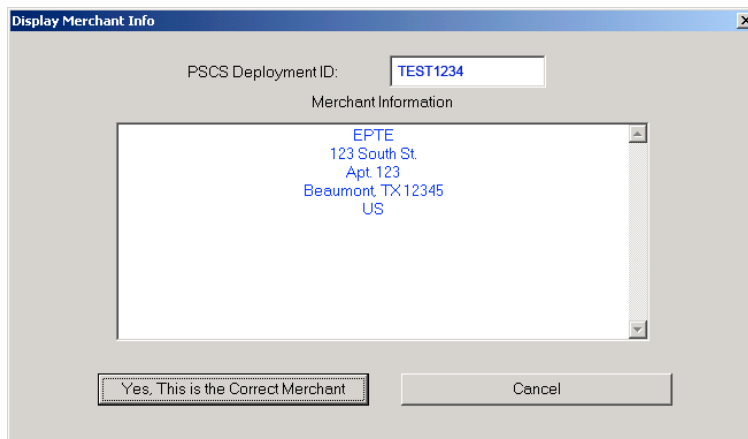 Display Merchant Info
PSCS Deployment ID: TEST1234
Merchant Information
EPTE
123 South St.
Apt. 123
Beaumont, TX 12345
US
Yes, This is the Correct Merchant Cancel